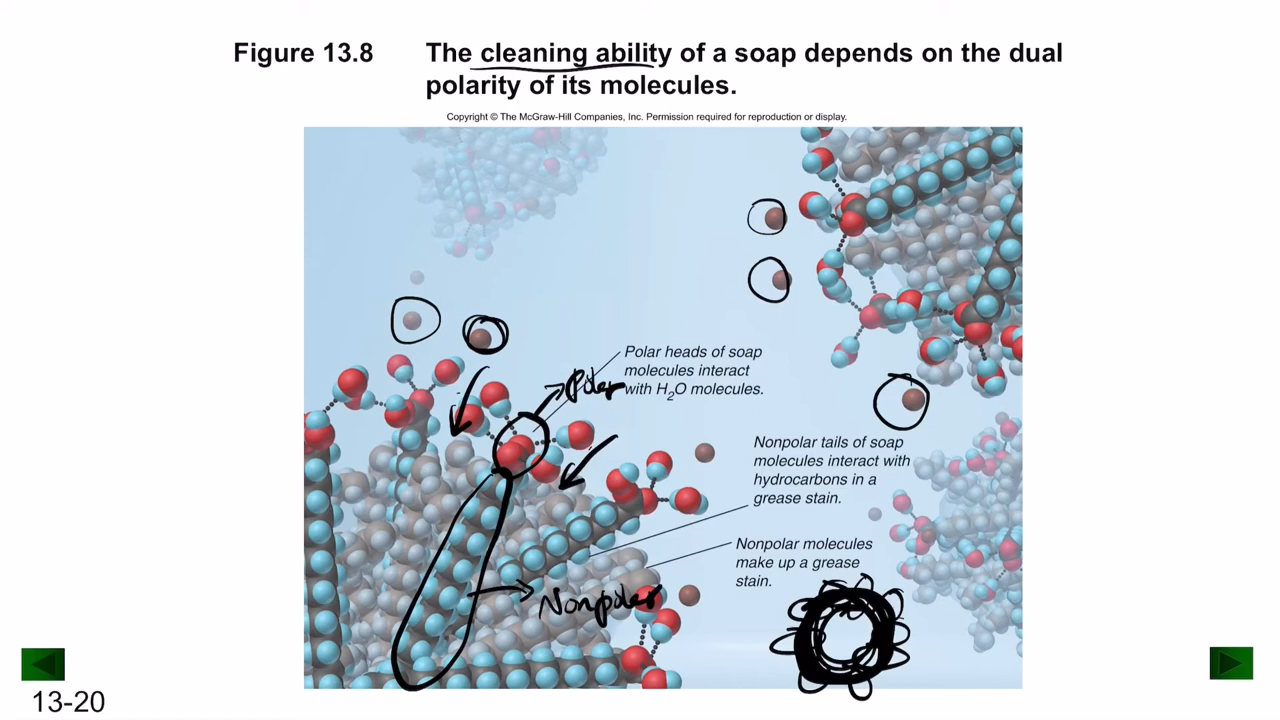 Figure 13.8 The cleaning ability of a soap depends on the dual
polarity of its molecules.
Copyright © The McGraw-Hill Companies, Inc. Permission required for reproduction or display.
Polar heads of soap
molecules interact
with H₂O molecules.
Polar
Nonpolar tails of soap
molecules interact with
hydrocarbons in a
grease stain.
Nonpolar molecules
make up a grease
stain.
Nonpolar
13-20